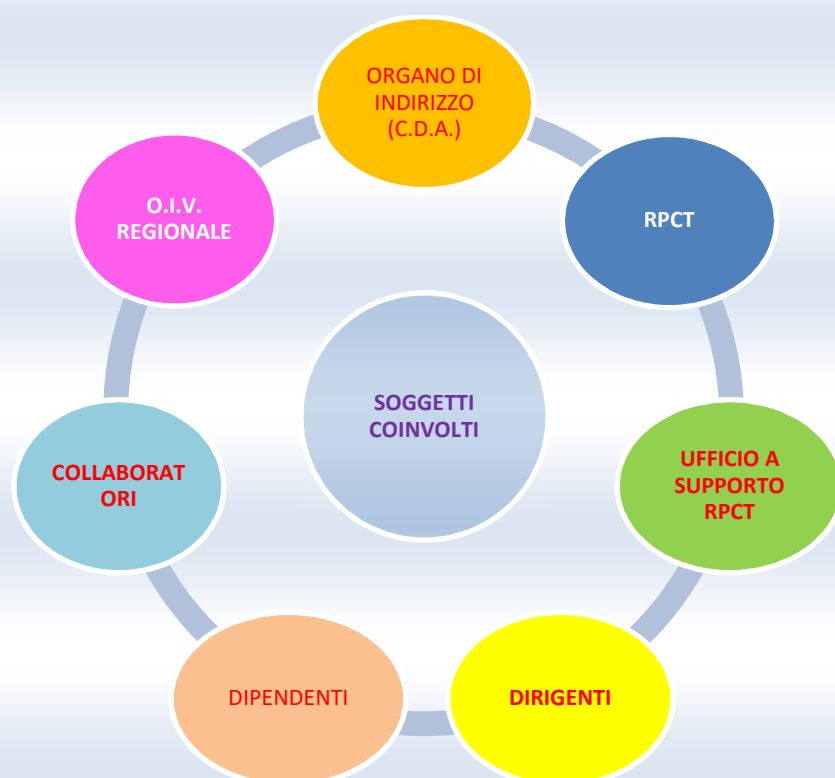 ORGANO DI
INDIRIZZO
(C.D.A.)
RPCT
UFFICIO A
SUPPORTO
RPCT
DIRIGENTI
DIPENDENTI
COLLABORAT
ORI
O.I.V.
REGIONALE
SOGGETTI
COINVOLTI